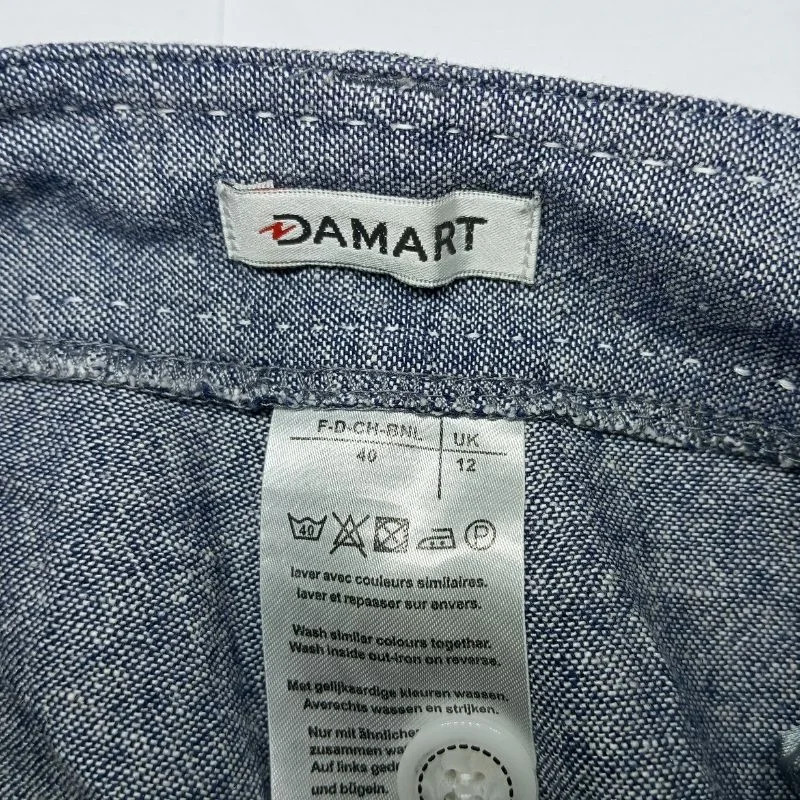 DAMART
F-D-CH-BNL UK
40 12
40 P
laver avec couleurs similaires.
laver et repasser sur envers.
Wash similar colours together.
Wash inside out-iron on reverse.
Met gelijkaardige kleuren wassen.
Averechts wassen en strijken.
Nur mit ähnlichen
zusammen
Auf links
und bügeln.